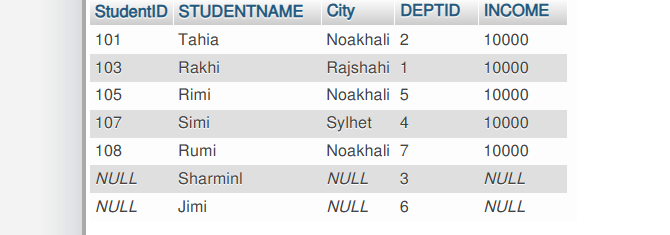 StudentID STUDENTNAME City DEPTID INCOME
101 Tahia Noakhali 2 10000
103 Rakhi Rajshahi 1 10000
105 Rimi Noakhali 5 10000
107 Simi Sylhet 4 10000
108 Rumi Noakhali 7 10000
NULL Sharminl NULL 3 NULL
NULL Jimi NULL 6 NULL